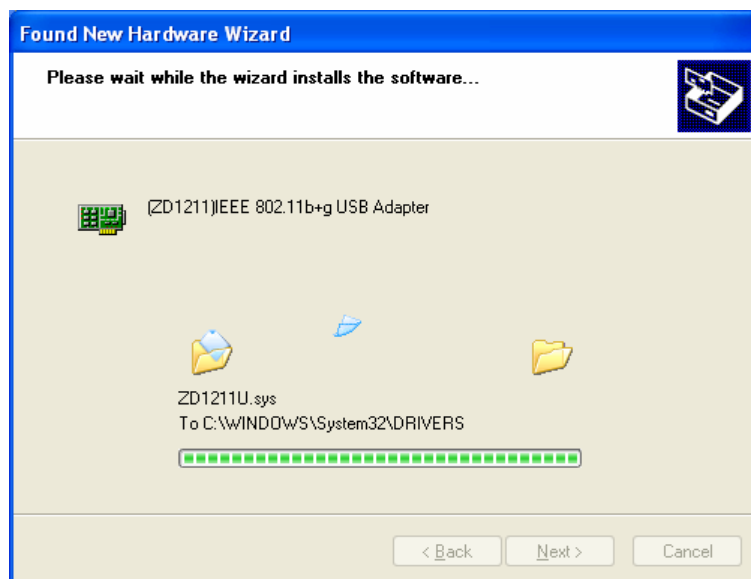 Found New Hardware Wizard
Please wait while the wizard installs the software...
(ZD1211)IEEE 802.11b+g USB Adapter
ZD1211U.sys
To C:\WINDOWS\System32\DRIVERS
< Back Next > Cancel